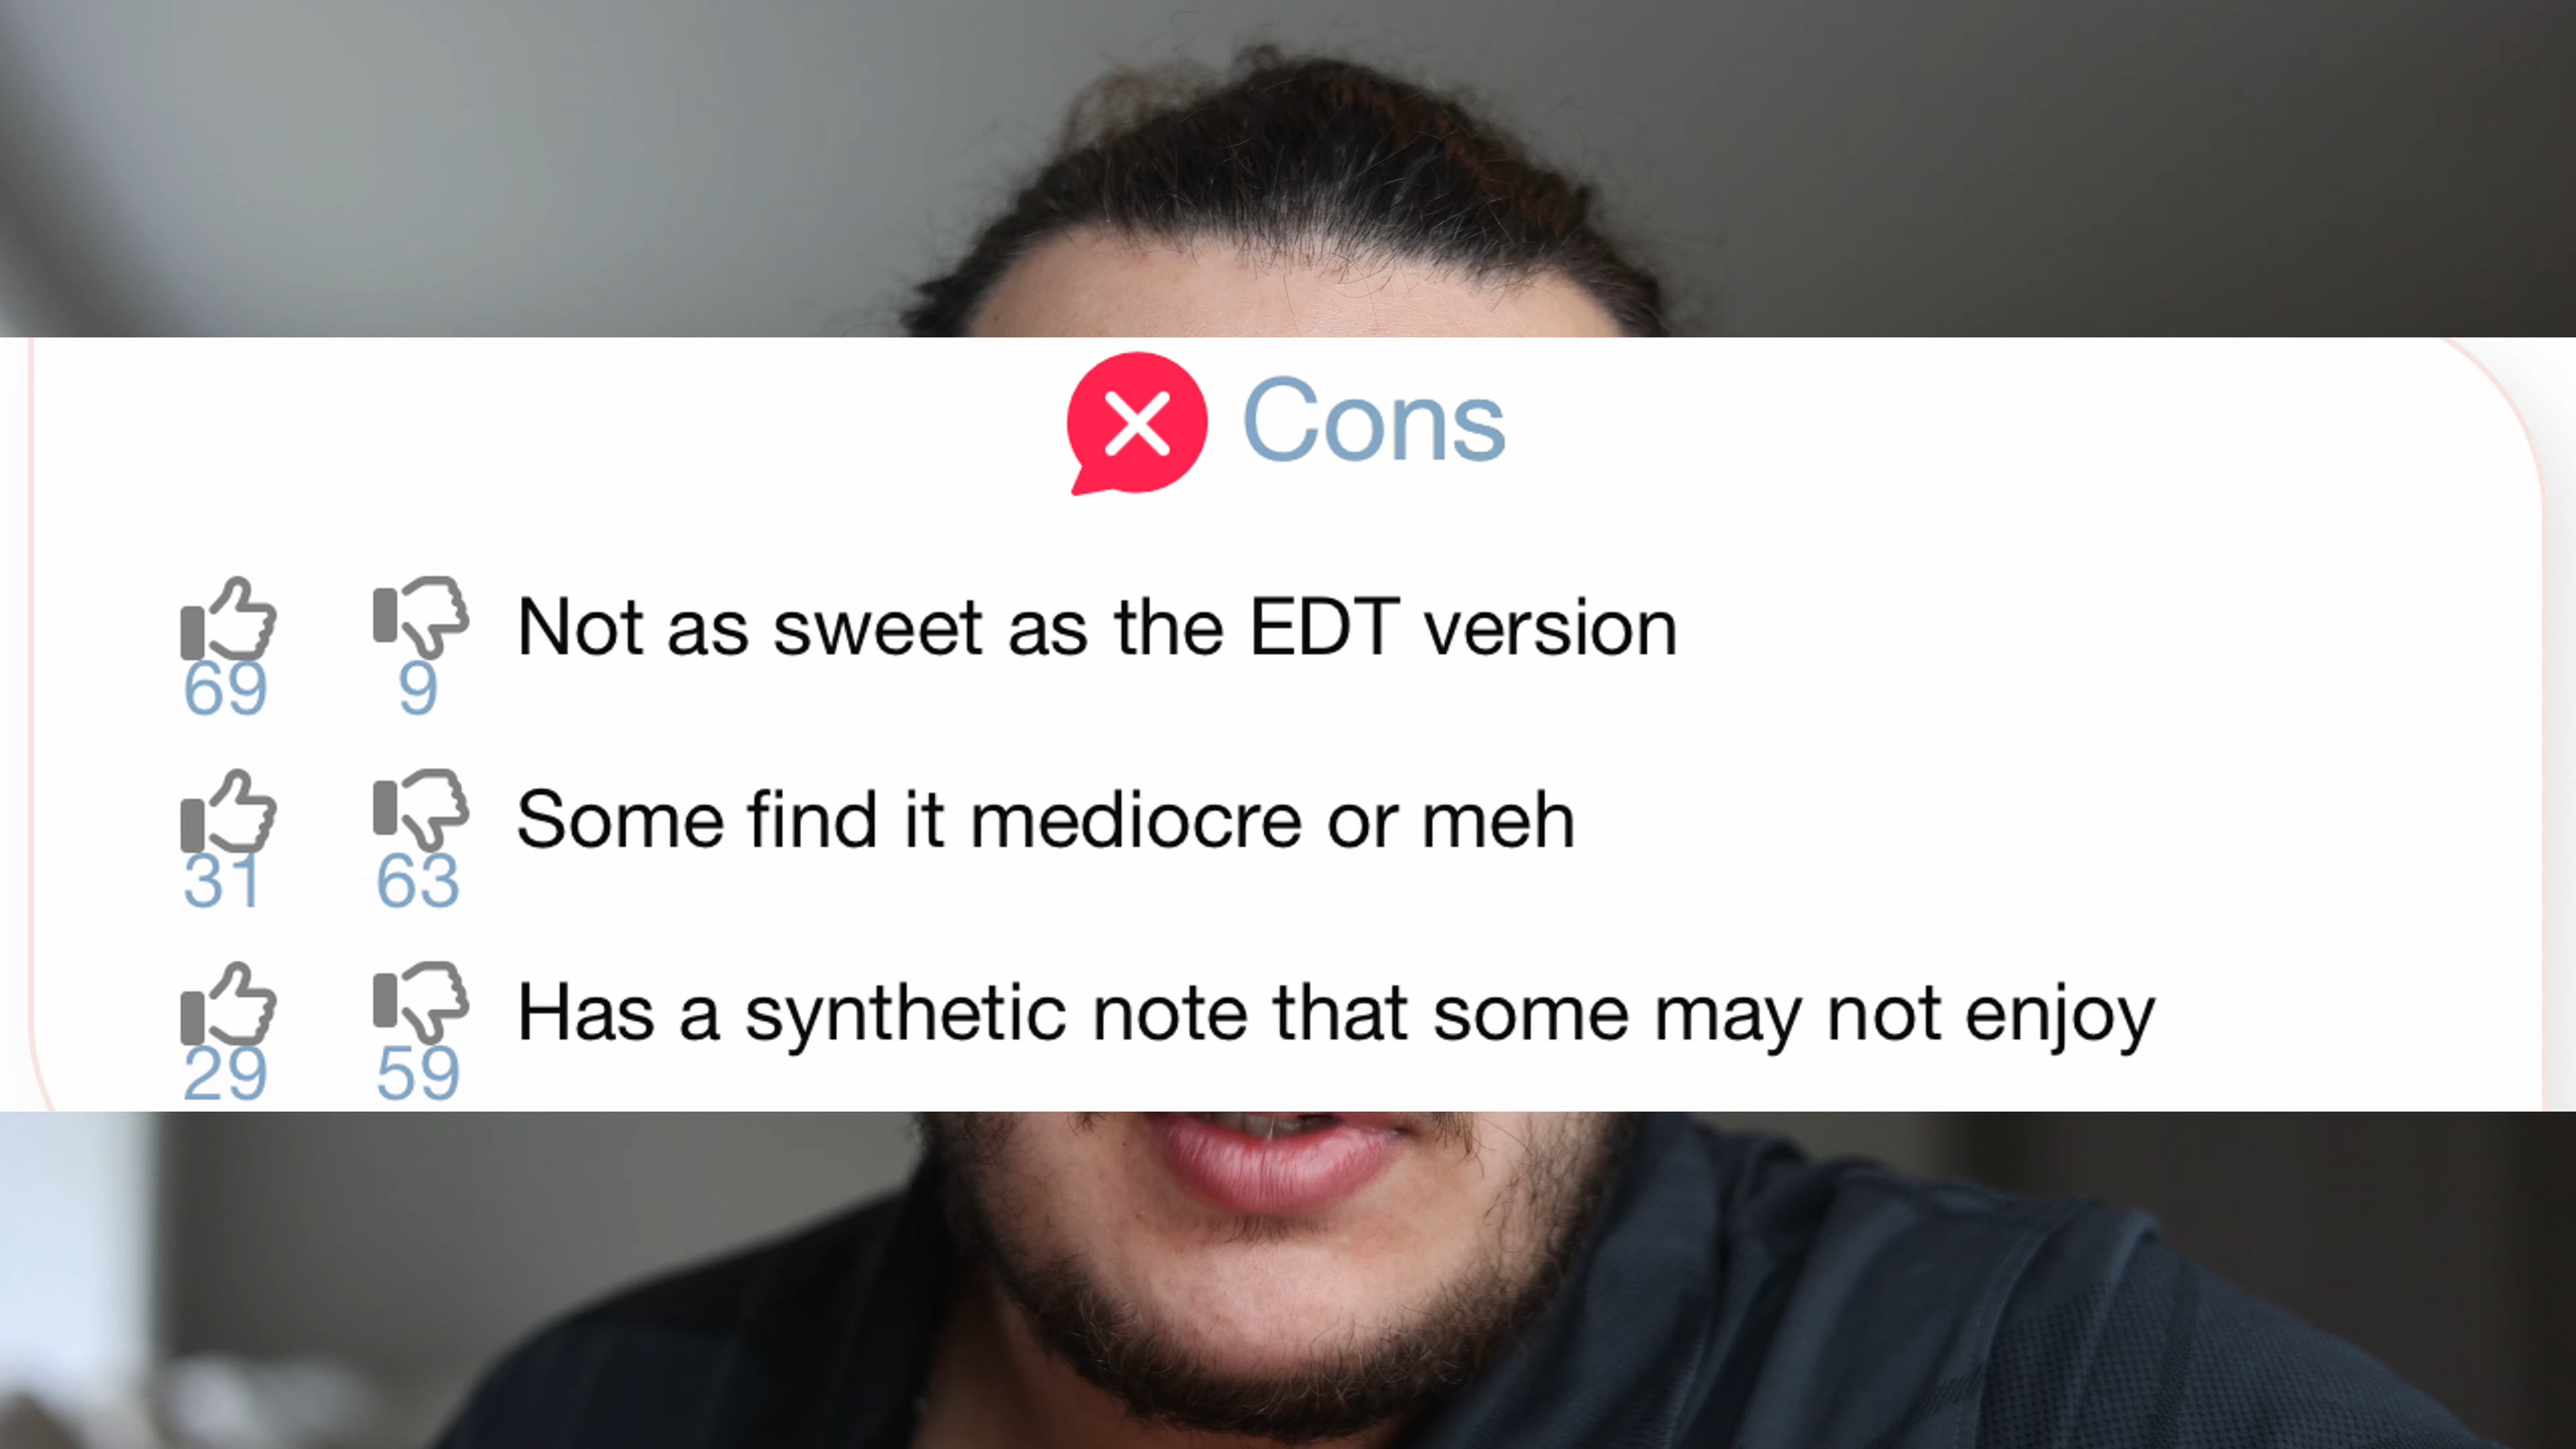 Cons
Not as sweet as the EDT version
69 9
Some find it mediocre or meh
31 63
Has a synthetic note that some may not enjoy
29 59